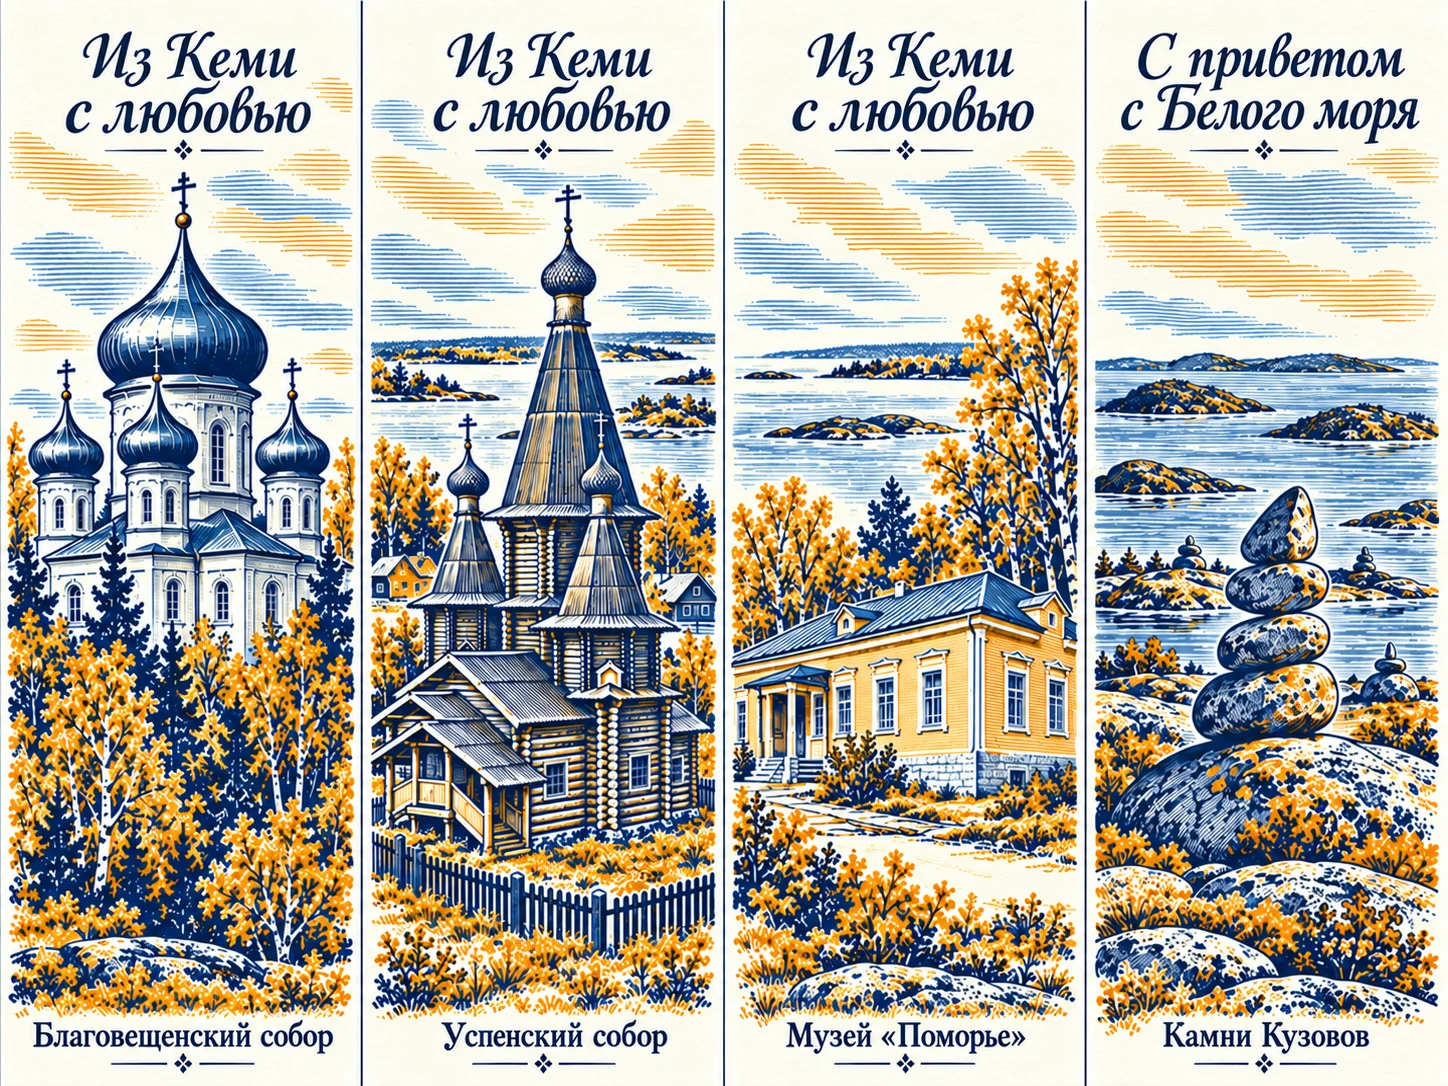 Из Кеми
с любовью
Благовещенский собор
Из Кеми
с любовью
Успенский собор
Из Кеми
с любовью
Музей «Поморье»
С приветом
с Белого моря
Камни Кузовов